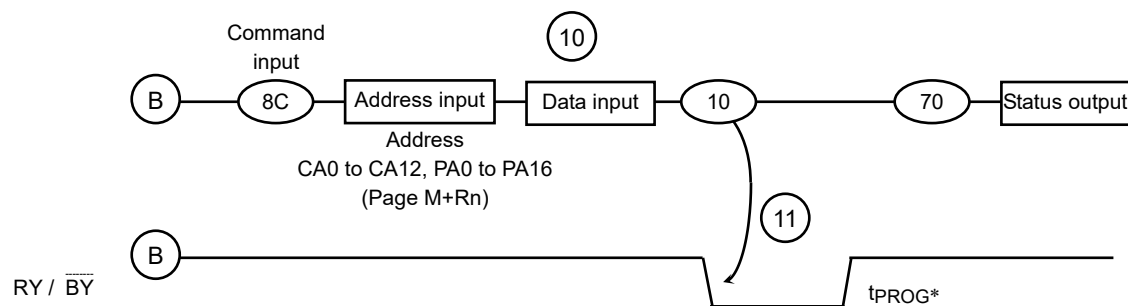 10
Command
input
B
8C
Address input
Data input
10
70
Status output
Address
CA0 to CA12, PA0 to PA16
(Page M+Rn)
11
B
RY / BY
tPROG*